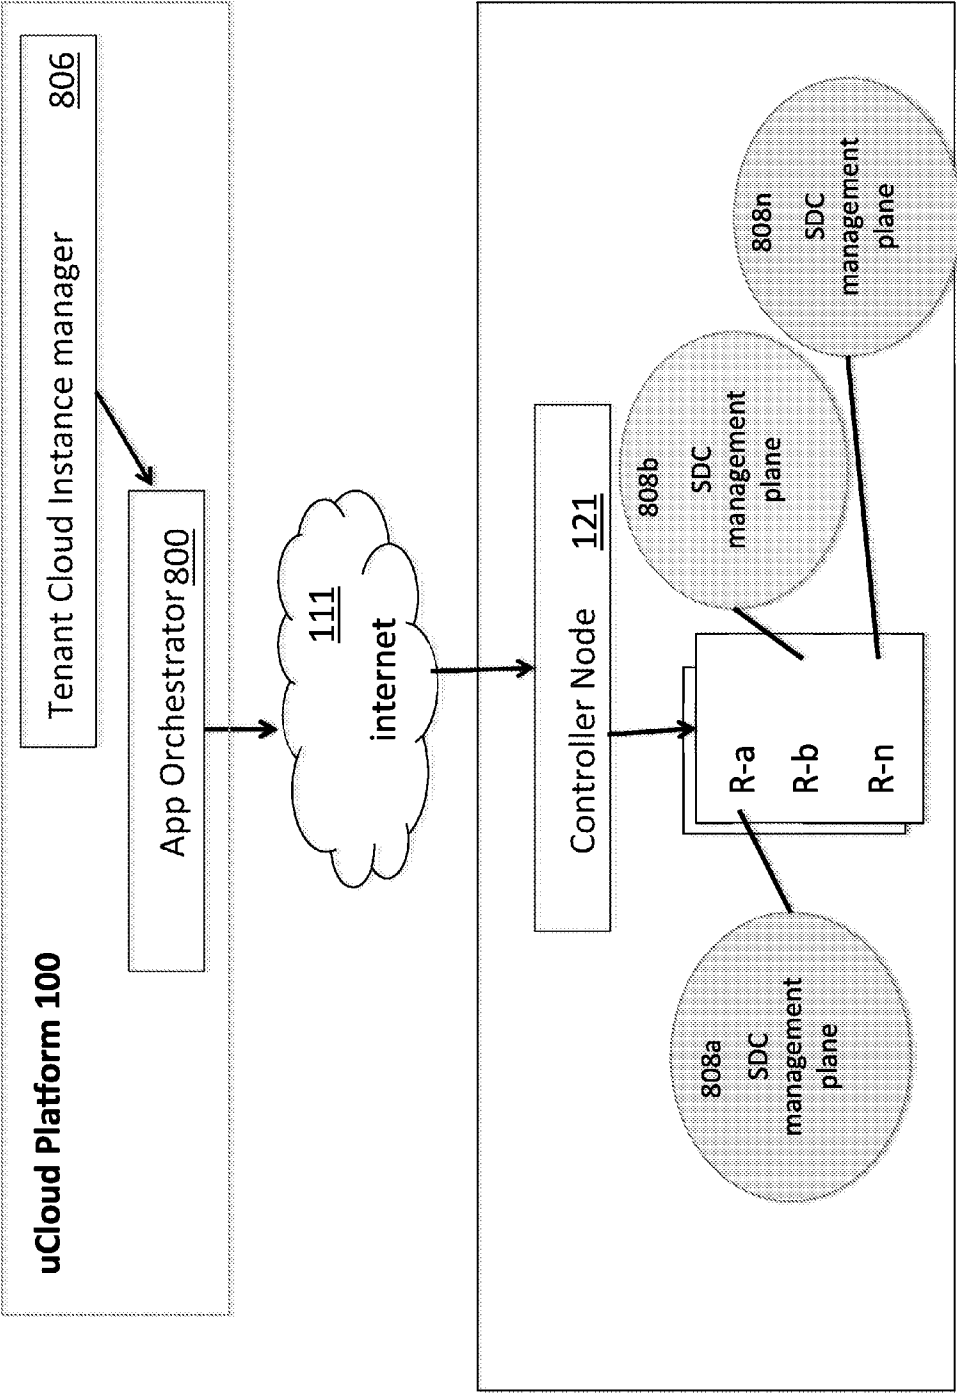 uCloud Platform 100
Tenant Cloud Instance manager
806
App Orchestrator 800
111
internet
Controller Node
121
R-a
R-b
R-n
808a
SDC
management
plane
808b
SDC
management
plane
808n
SDC
management
plane